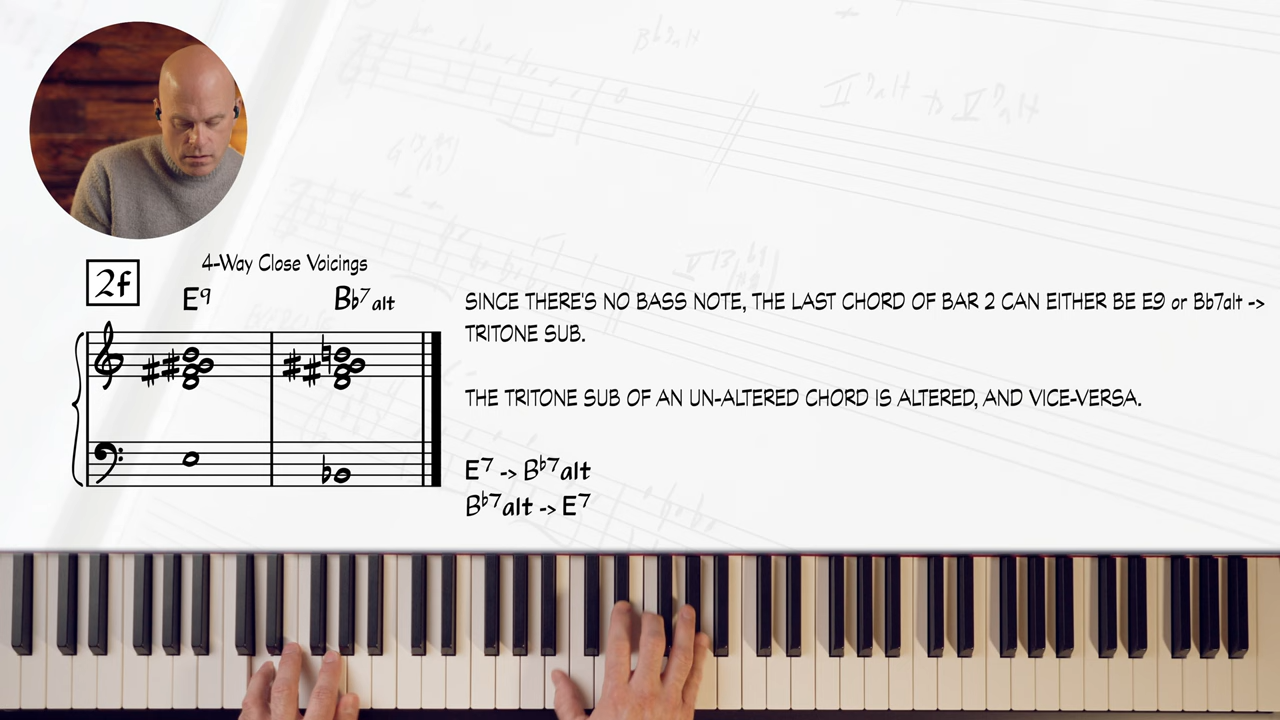 4-Way Close Voicings
2f
E9 Bb7alt
SINCE THERE'S NO BASS NOTE, THE LAST CHORD OF BAR 2 CAN EITHER BE E9 or Bb7alt ->
TRITONE SUB.
THE TRITONE SUB OF AN UN-ALTERED CHORD IS ALTERED, AND VICE-VERSA.
E7 -> Bb7alt
Bb7alt -> E7